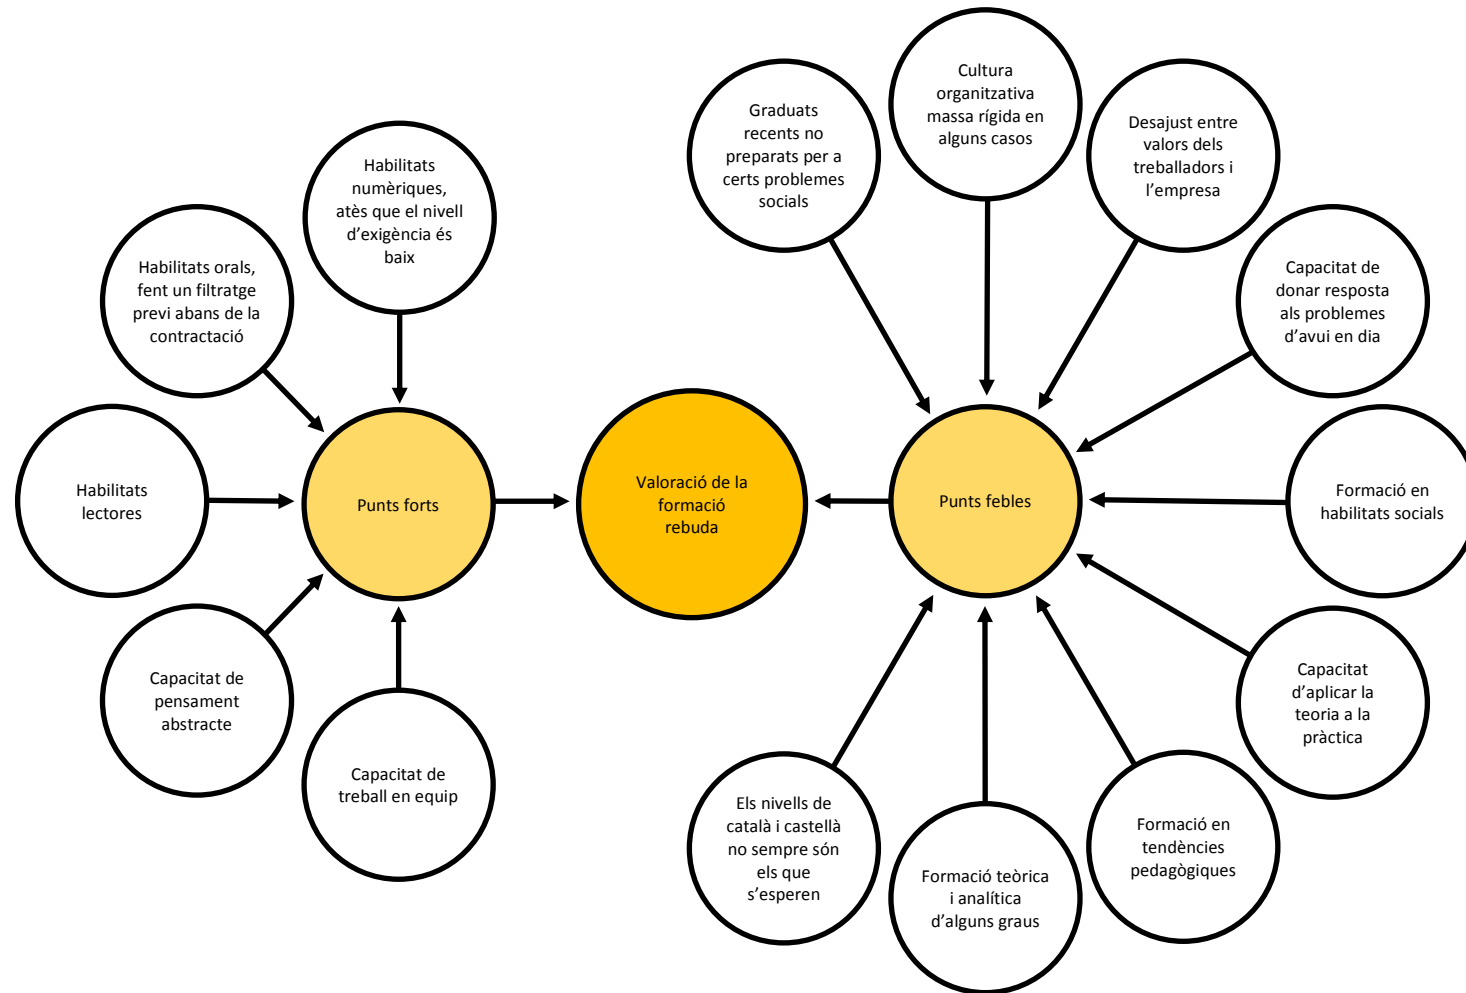 Habilitats
numèriques,
atès que el nivell
d’exigència és
baix
Habilitats orals,
fent un filtratge
previ abans de la
contractació
Habilitats
lectores
Capacitat de
pensament
abstracte
Capacitat de
treball en equip
Punts forts
Valoració de la
formació
rebuda
Punts febles
Graduats
recents no
preparats per a
certs problemes
socials
Cultura
organitzativa
massa rígida en
alguns casos
Desajust entre
valors dels
treballadors i
l’empresa
Capacitat de
donar resposta
als problemes
d’avui en dia
Formació en
habilitats socials
Capacitat
d’aplicar la
teoria a la
pràctica
Formació en
tendències
pedagògiques
Formació teòrica
i analítica
d’alguns graus
Els nivells de
català i castellà
no sempre són
els que
s’esperen